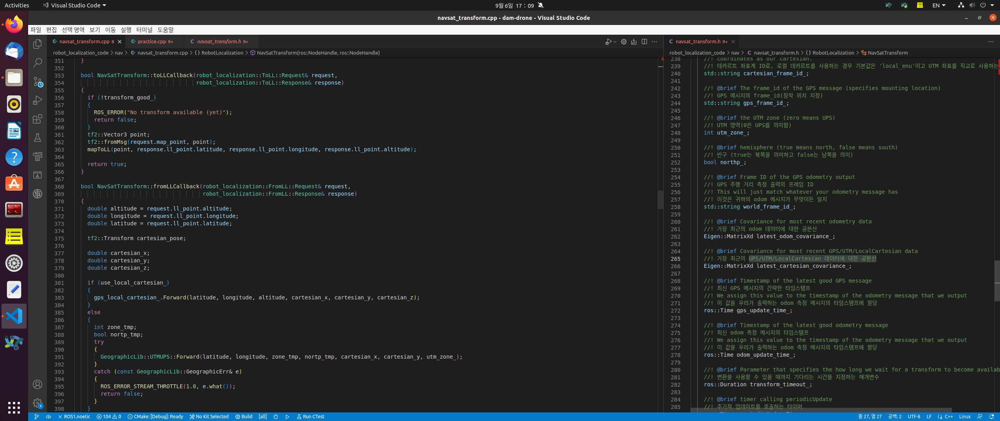 Activities
Visual Studio Code
9월 6일 17 : 09
EN
navsat_transform.cpp - dam-drone - Visual Studio Code
파일 편집 선택 영역 보기 이동 실행 터미널 도움말
navsat_transform.cpp 8
practice.cpp 9+
navsat_transform.h 9+
robot_localization_code > nav > navsat_transform.cpp > {} RobotLocalization > NavSatTransform(ros::NodeHandle, ros::NodeHandle)
351 }
352
353 bool NavSatTransform::toLLCallback(robot_localization::ToLL::Request& request,
354 robot_localization::ToLL::Response& response)
355 {
356 if (!transform_good_)
357 {
358 ROS_ERROR("No transform available (yet)");
359 return false;
360 }
361 tf2::Vector3 point;
362 tf2::fromMsg(request.map_point, point);
363 mapToLL(point, response.ll_point.latitude, response.ll_point.longitude, response.ll_point.altitude);
364
365 return true;
366 }
367
368 bool NavSatTransform::fromLLCallback(robot_localization::FromLL::Request& request,
369 robot_localization::FromLL::Response& response)
370 {
371 double altitude = request.ll_point.altitude;
372 double longitude = request.ll_point.longitude;
373 double latitude = request.ll_point.latitude;
374
375 tf2::Transform cartesian_pose;
376
377 double cartesian_x;
378 double cartesian_y;
379 double cartesian_z;
380
381 if (use_local_cartesian_)
382 {
383 gps_local_cartesian_.Forward(latitude, longitude, altitude, cartesian_x, cartesian_y, cartesian_z);
384 }
385 else
386 {
387 int zone_tmp;
388 bool nortp_tmp;
389 try
390 {
391 GeographicLib::UTMUPS::Forward(latitude, longitude, zone_tmp, nortp_tmp, cartesian_x, cartesian_y, utm_zone_);
392 }
393 catch (const GeographicLib::GeographicErr& e)
394 {
395 ROS_ERROR_STREAM_THROTTLE(1.0, e.what());
396 return false;
397 }
398 }
navsat_transform.h 9+
robot_localization_code > nav > navsat_transform.h > {} RobotLocalization > NavSatTransform
238 //! coordinates as our cartesian.
239 //! 데카르트 좌표계 ID로, 로컬 데카르트를 사용하는 경우 기본값은 'local_enu'이고 UTM 좌표를 직교로 사용하는
240 std::string cartesian_frame_id_;
241
242 //! @brief The frame_id of the GPS message (specifies mounting location)
243 //! GPS 메시지의 frame_id(장착 위치 지정)
244 std::string gps_frame_id_;
245
246 //! @brief the UTM zone (zero means UPS)
247 //! UTM 영역(0은 UPS를 의미함)
248 int utm_zone_;
249
250 //! @brief hemisphere (true means north, false means south)
251 //! 반구 (true는 북쪽을 의미하고 false는 남쪽을 의미)
252 bool northp_;
253
254 //! @brief Frame ID of the GPS odometry output
255 //! GPS 주행 거리 측정 출력의 프레임 ID
256 //! This will just match whatever your odometry message has
257 //! 이것은 귀하의 odom 메시지가 무엇이든 일치
258 std::string world_frame_id_;
259
260 //! @brief Covariance for most recent odometry data
261 //! 가장 최근의 odom 데이터에 대한 공분산
262 Eigen::MatrixXd latest_odom_covariance_;
263
264 //! @brief Covariance for most recent GPS/UTM/LocalCartesian data
265 //! 가장 최근의 GPS/UTM/LocalCartesian 데이터에 대한 공분산
266 Eigen::MatrixXd latest_cartesian_covariance_;
267
268 //! @brief Timestamp of the latest good GPS message
269 //! 최신 GPS 메시지의 간략한 타임스탬프
270 //! We assign this value to the timestamp of the odometry message that we output
271 //! 이 값을 우리가 출력하는 odom 측정 메시지의 타임스탬프에 할당
272 ros::Time gps_update_time_;
273
274 //! @brief Timestamp of the latest good odometry message
275 //! 최신 odom 측정 메시지의 타임스탬프
276 //! We assign this value to the timestamp of the odometry message that we output
277 //! 이 값을 우리가 출력하는 odom 측정 메시지의 타임스탬프에 할당
278 ros::Time odom_update_time_;
279
280 //! @brief Parameter that specifies the how long we wait for a transform to become availab
281 //! 변환을 사용할 수 있을 때까지 기다리는 시간을 지정하는 매개변수
282 ros::Duration transform_timeout_;
283
284 //! @brief timer calling periodicUpdate
285 //! 주기적 업데이트를 호출하는 타이머
ROS1.noetic 104 0 CMake: [Debug]: Ready No Kit Selected Build [all] Run CTest
줄 27, 열 27 공백: 2 UTF-8 LF C++ Linux